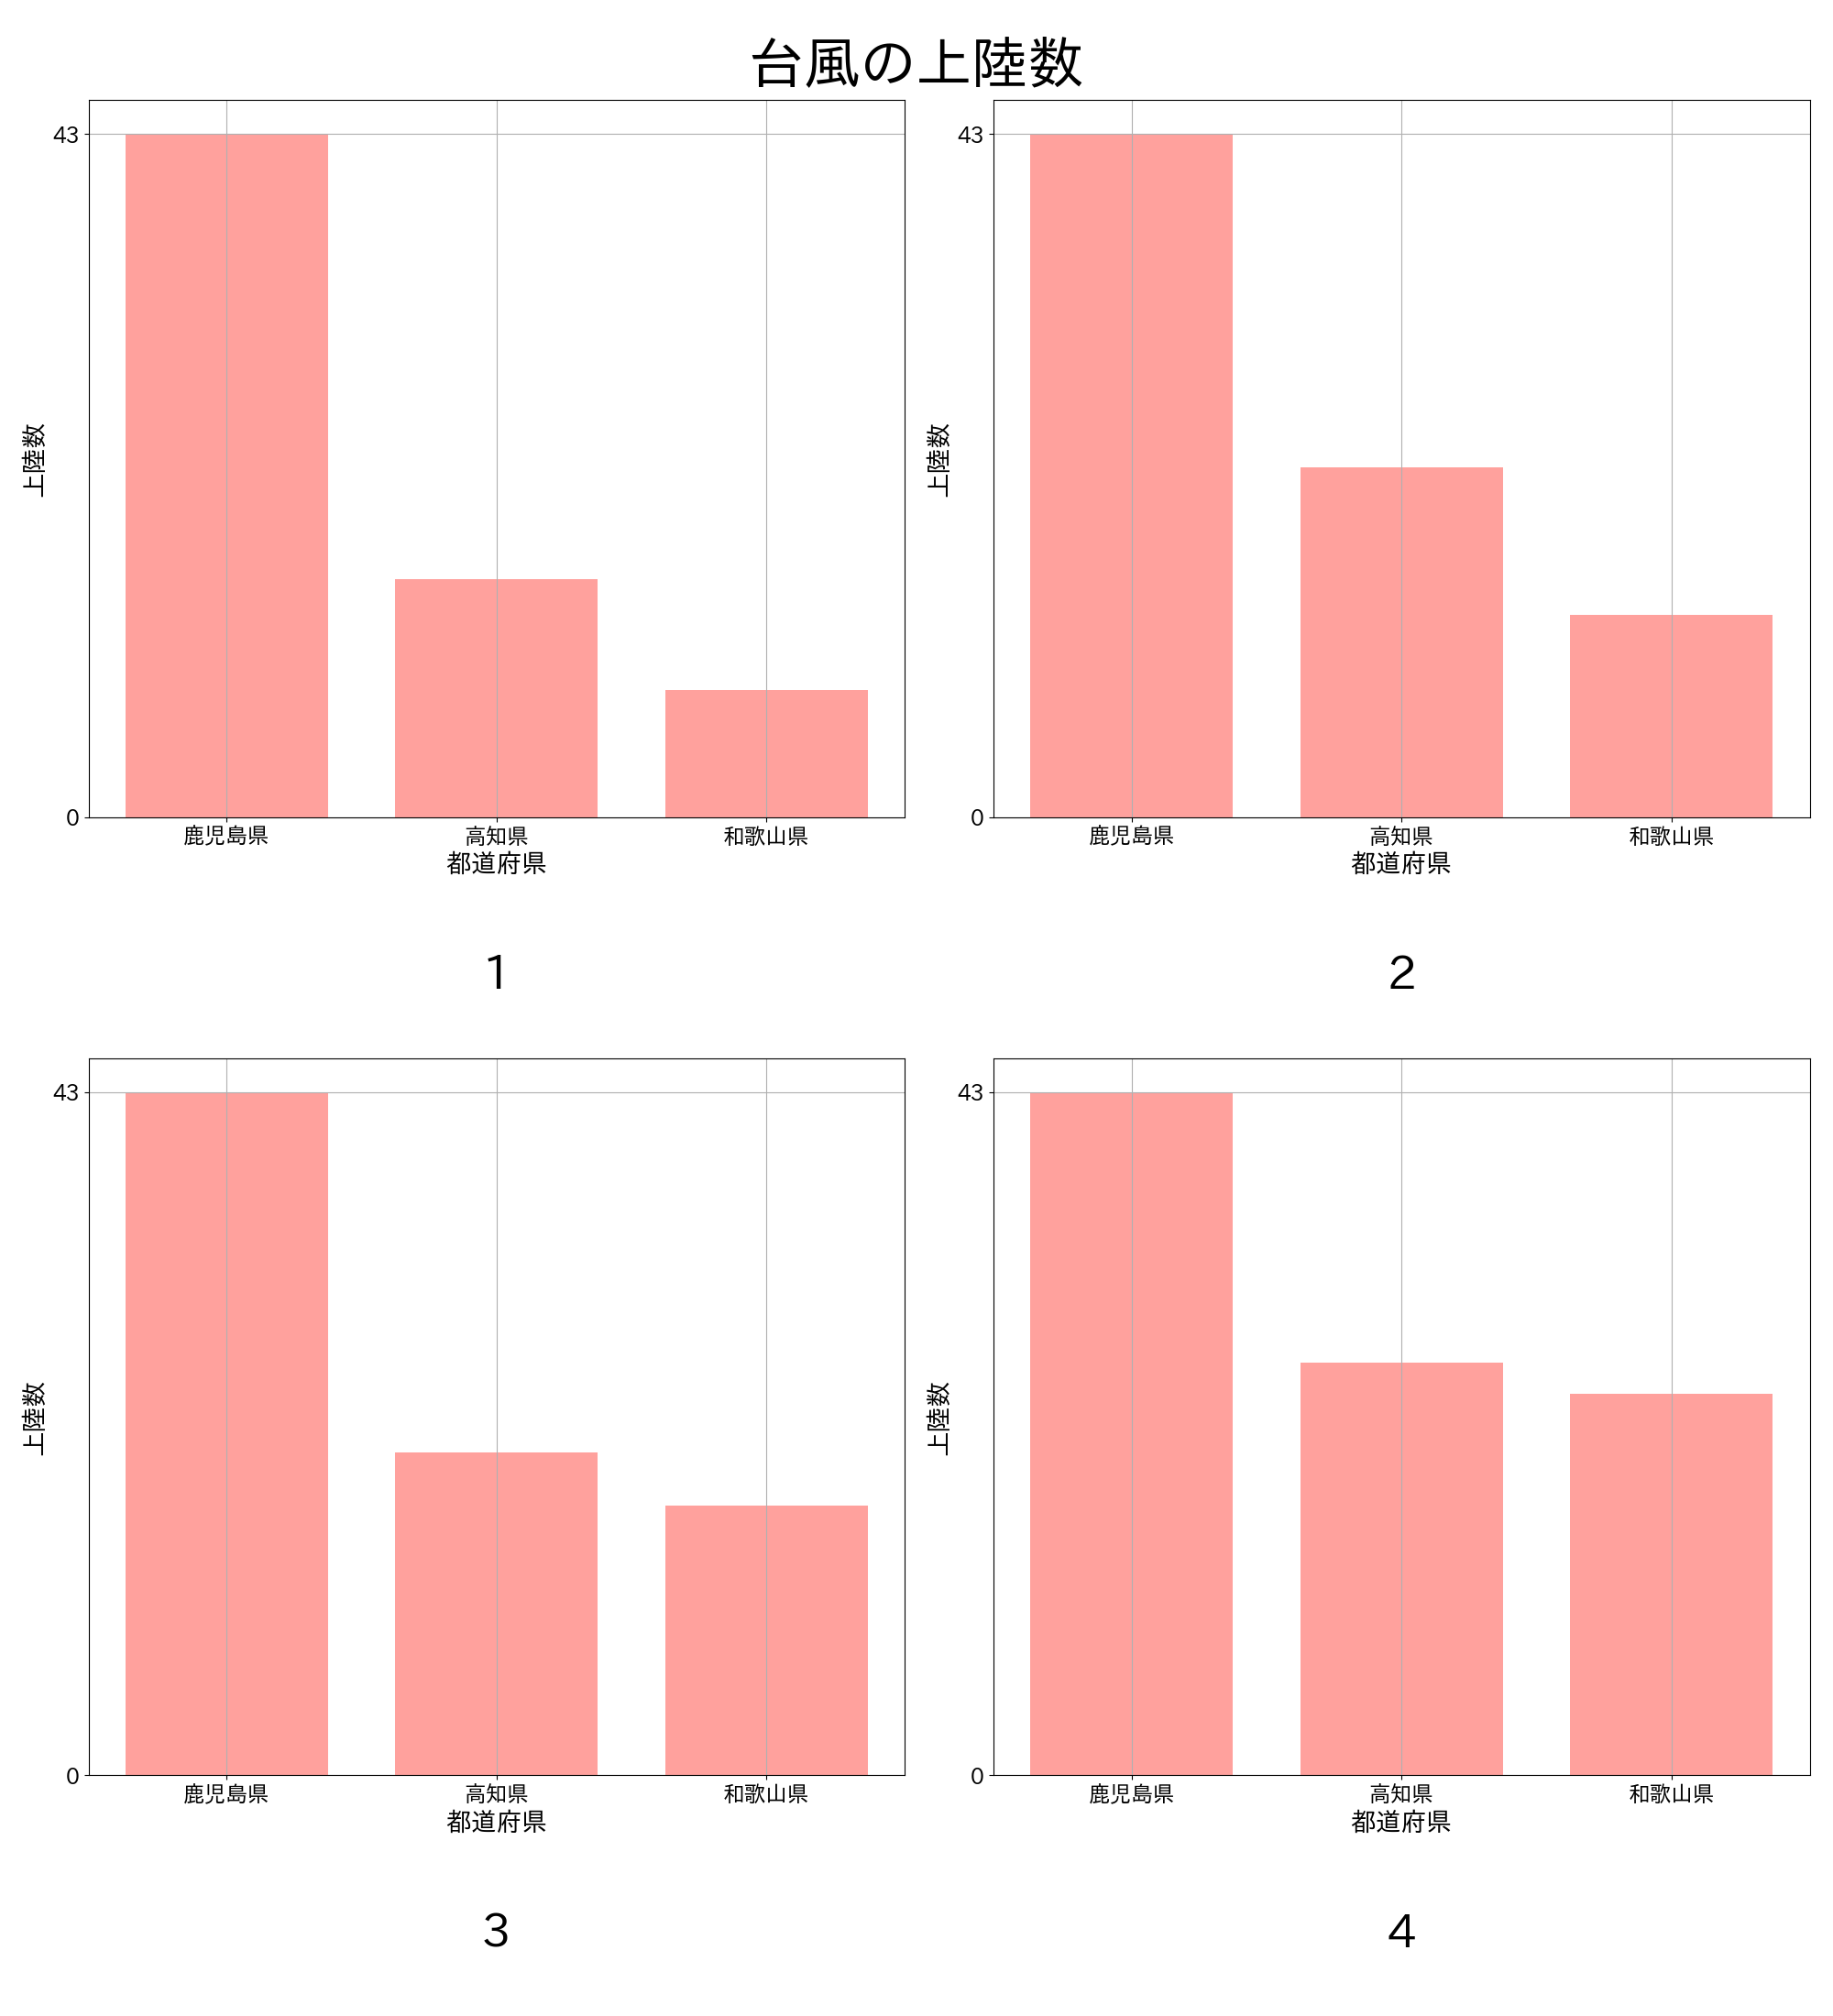 台風の上陸数
43
0
上陸数
鹿児島県 高知県 和歌山県
都道府県
1
43
0
上陸数
鹿児島県 高知県 和歌山県
都道府県
2
43
0
上陸数
鹿児島県 高知県 和歌山県
都道府県
3
43
0
上陸数
鹿児島県 高知県 和歌山県
都道府県
4